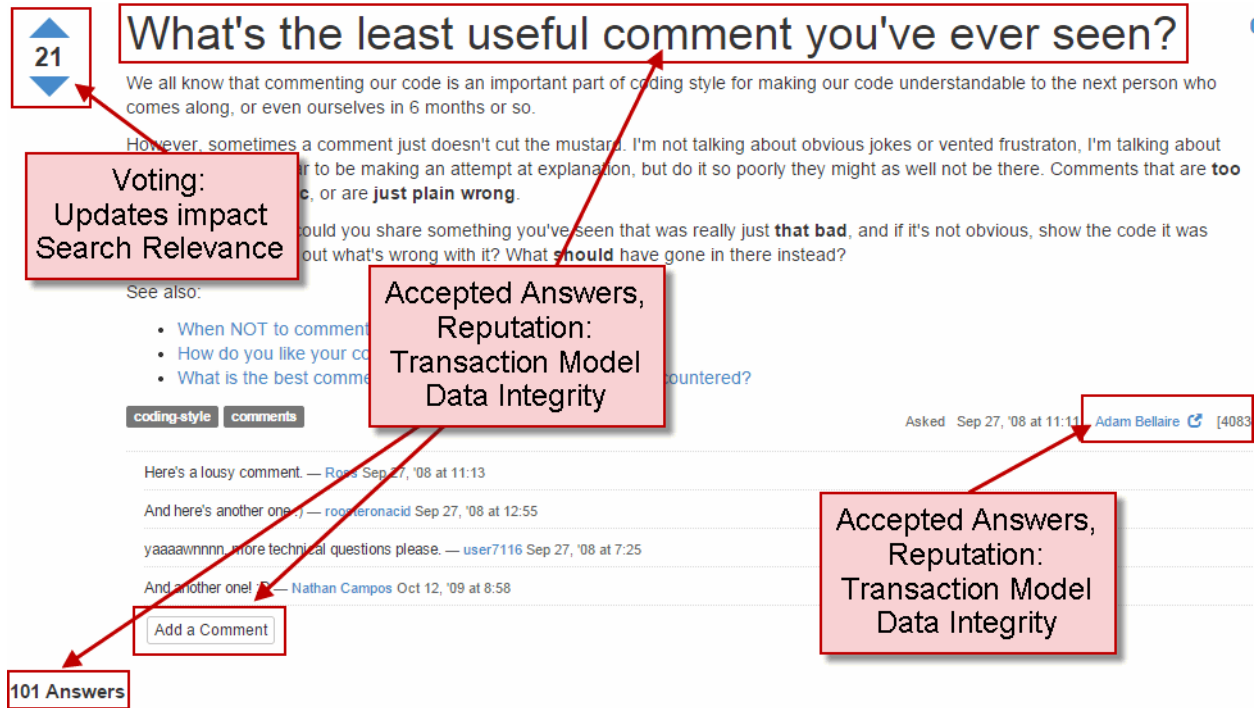 21
What's the least useful comment you've ever seen?
We all know that commenting our code is an important part of coding style for making our code understandable to the next person who
comes along, or even ourselves in 6 months or so.
However, sometimes a comment just doesn't cut the mustard. I'm not talking about obvious jokes or vented frustraton, I'm talking about
to be making an attempt at explanation, but do it so poorly they might as well not be there. Comments that are too
, or are just plain wrong.
could you share something you've seen that was really just that bad, and if it's not obvious, show the code it was
out what's wrong with it? What should have gone in there instead?
Voting:
Updates impact
Search Relevance
See also:
• When NOT to comment
• How do you like your
• What is the best
Accepted Answers,
Reputation:
Transaction Model
Data Integrity
coding-style comments
Asked Sep 27, '08 at 11:11 Adam Bellaire [4083
Here's a lousy comment. — Ross Sep 27, '08 at 11:13
And here's another one :) — roosteronacid Sep 27, '08 at 12:55
yaaaawnnnn, more technical questions please. — user7116 Sep 27, '08 at 7:25
And another one! — Nathan Campos Oct 12, '09 at 8:58
Add a Comment
Accepted Answers,
Reputation:
Transaction Model
Data Integrity
101 Answers